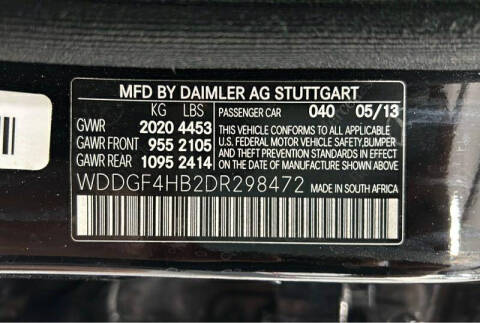 MFD BY DAIMLER AG STUTTGART
KG LBS PASSENGER CAR 040 05/13
GVWR 2020 4453 THIS VEHICLE CONFORMS TO ALL APPLICABLE
GAWR FRONT 955 2105 U.S. FEDERAL MOTOR VEHICLE SAFETY,
GAWR REAR 1095 2414 BUMPER, AND THEFT PREVENTION STANDARDS
IN EFFECT ON THE DATE OF MANUFACTURE SHOWN ABOVE.
WDDGF4HB2DR298472 MADE IN SOUTH AFRICA